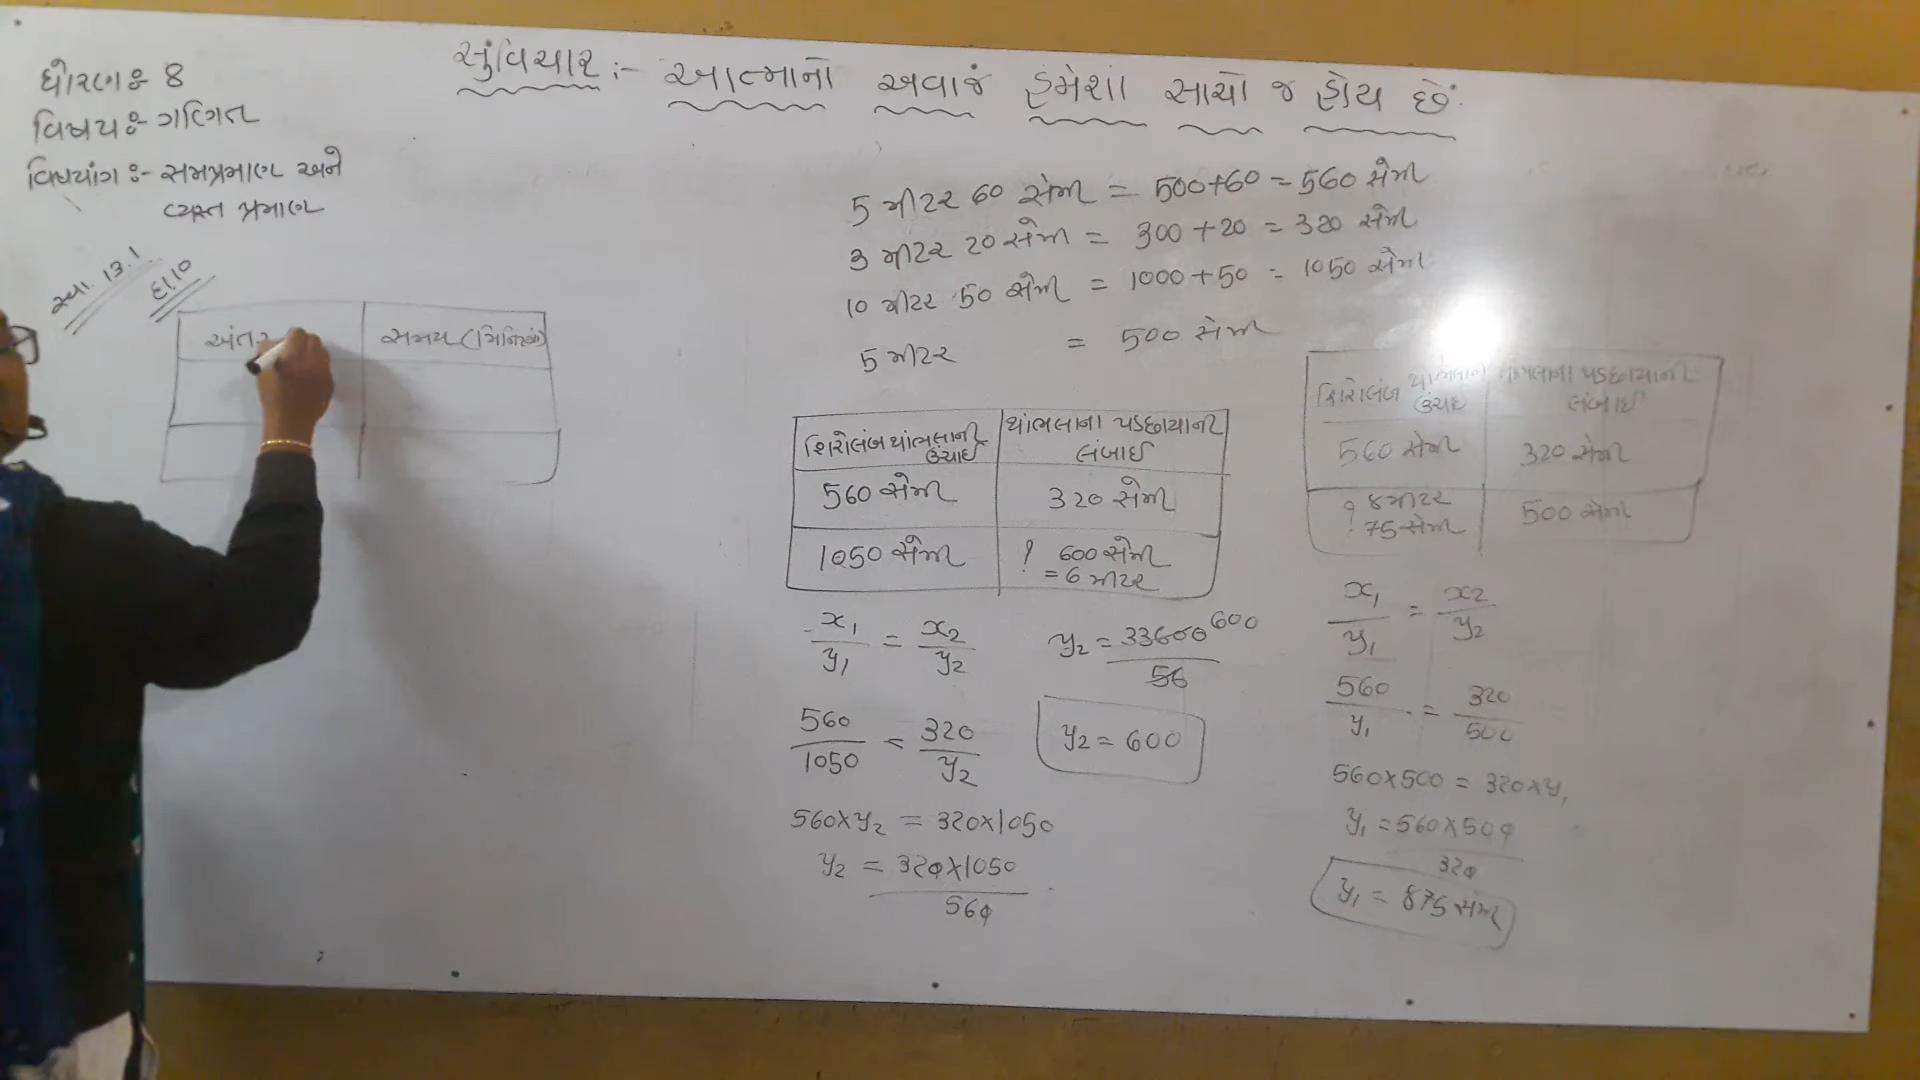 ધોરણઃ 8
વિષયઃ- ગણિત
વિષયાંગ :- સમપ્રમાણ અને
વ્યસ્ત પ્રમાણ
સુવિચાર :- આત્માનો અવાજ હંમેશા સાચો જ હોય છે.
સ્વા. 13.1
દા.10
અંતર
સમય (મિનિટમાં)
5 મીટર 60 સેમી = 500+60 = 560 સેમી
3 મીટર 20 સેમી = 300+20 = 320 સેમી
10 મીટર 50 સેમી = 1000+50 = 1050 સેમી
5 મીટર = 500 સેમી
શિરોલંબ થાંભલાની ઉંચાઈ
થાંભલાના પડછાયાની લંબાઈ
560 સેમી
320 સેમી
1050 સેમી
? 600 સેમી
= 6 મીટર
x₁/y₁ = x₂/y₂
560/1050 = 320/y₂
560×y₂ = 320×1050
y₂ = 320×1050/560
y₂ = 33600/56 600
y₂ = 600
શિરોલંબ થાંભલાની ઉંચાઈ
થાંભલાના પડછાયાની લંબાઈ
560 સેમી
320 સેમી
? 8 મીટર
75 સેમી
500 સેમી
x₁/y₁ = x₂/y₂
560/y₁ = 320/500
560×500 = 320×y₁
y₁ = 560×500/320
y₁ = 875 સેમી